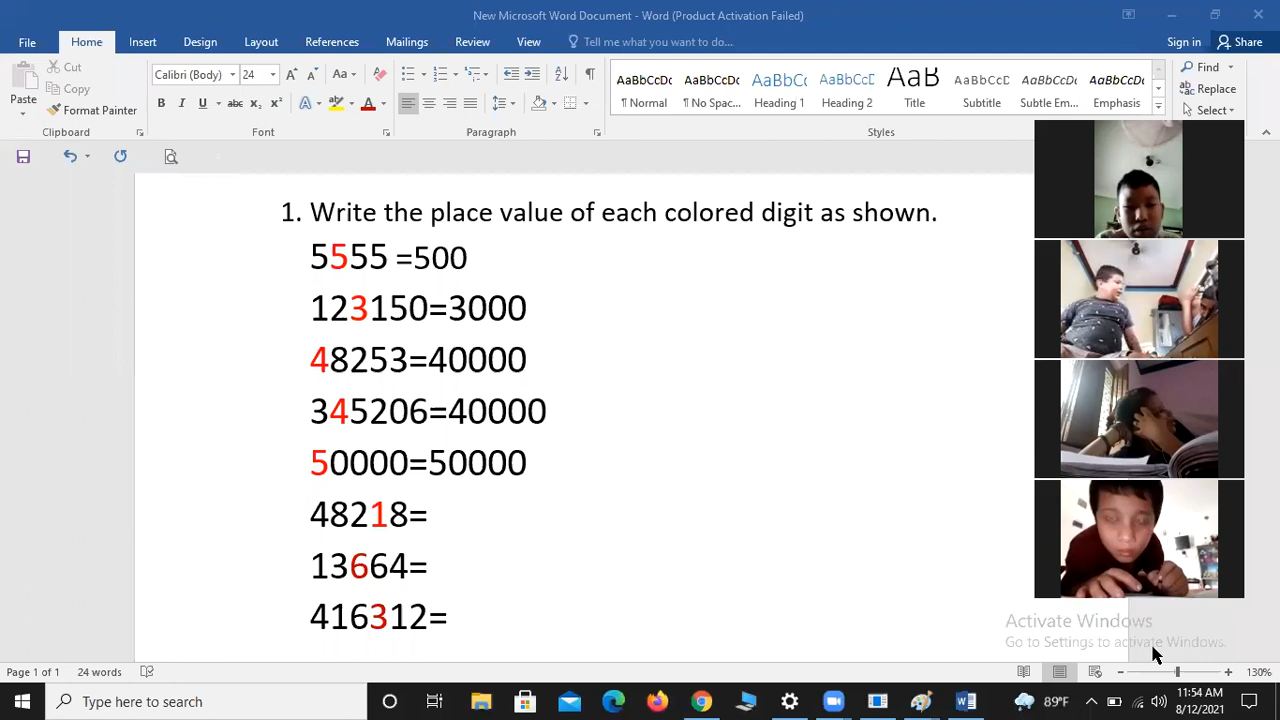 New Microsoft Word Document - Word (Product Activation Failed)
File Home Insert Design Layout References Mailings Review View Tell me what you want to do... Sign in Share
Cut
Copy
Format Painter
Paste
Calibri (Body) 24
Clipboard Font Paragraph Styles
AaBbCcDc AaBbCcDc AaBbCc AaBbCcE AaB AaBbCcD AaBbCcDc AaBbCcDc
¶ Normal ¶ No Spac... Heading 1 Heading 2 Title Subtitle Subtle Em... Emphasis
Find
Replace
Select
1. Write the place value of each colored digit as shown.
5555 =500
123150=3000
48253=40000
345206=40000
50000=50000
48218=
13664=
416312=
Activate Windows
Go to Settings to activate Windows.
Page 1 of 1 24 words 130%
Type here to search
89°F
11:54 AM
8/12/2021